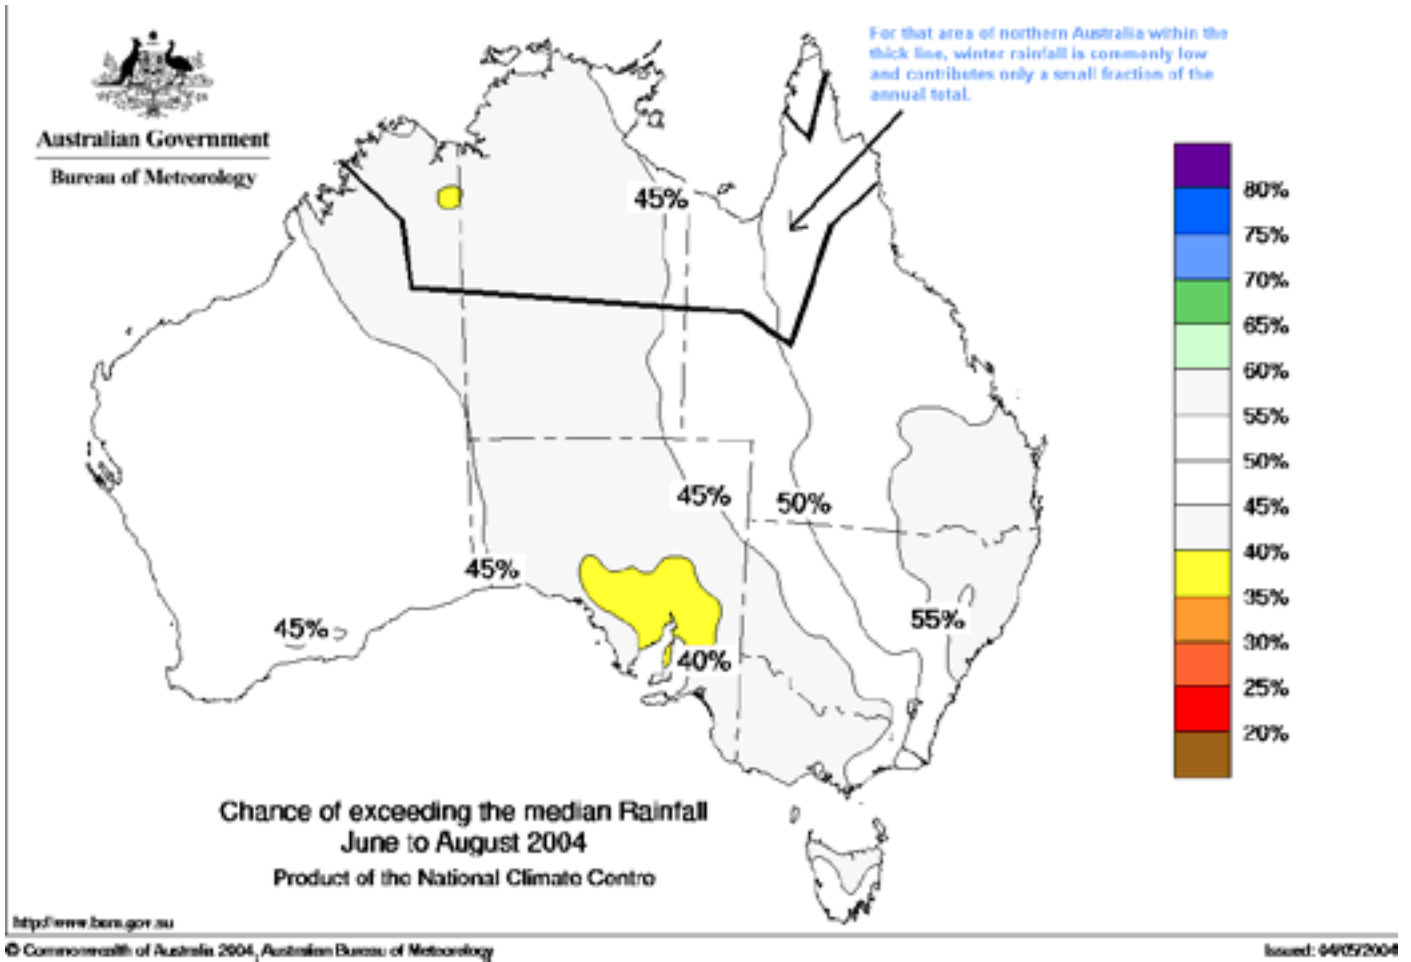 For that area of northern Australia within the
thick line, winter rainfall is commonly low
and contributes only a small fraction of the
annual total.
Australian Government
Bureau of Meteorology
80%
75%
70%
65%
60%
55%
50%
45%
40%
35%
30%
25%
20%
45%
45%
50%
45%
45%
55%
40%
Chance of exceeding the median Rainfall
June to August 2004
Product of the National Climate Centre
http://www.bom.gov.au
© Commonwealth of Australia 2004, Australian Bureau of Meteorology
Issued: 04/05/2004